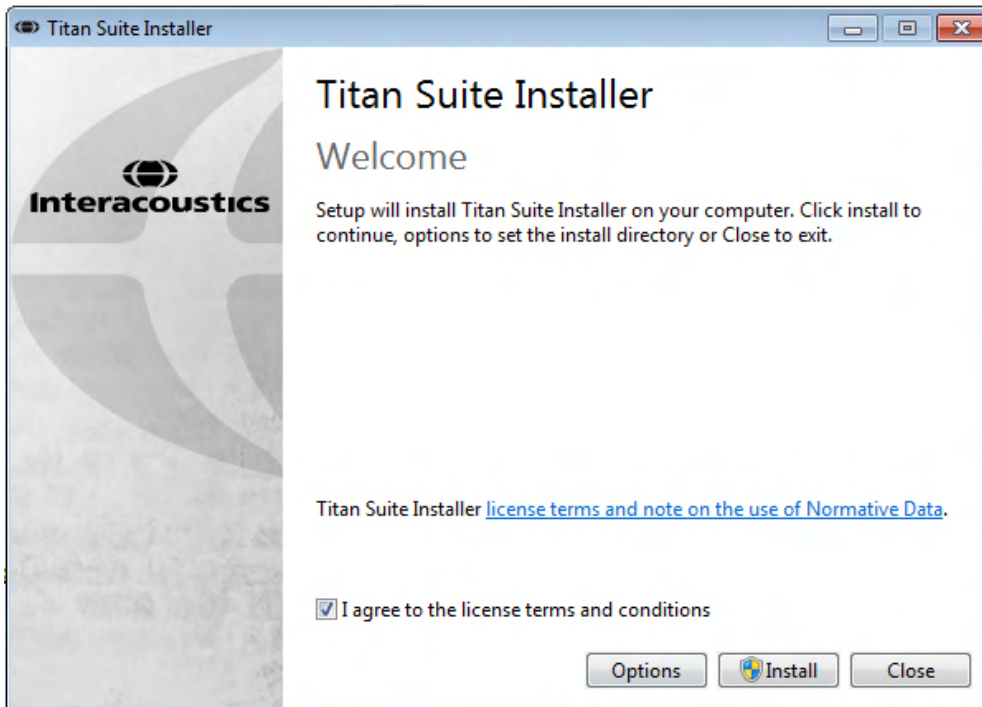 Titan Suite Installer
Interacoustics
Titan Suite Installer
Welcome
Setup will install Titan Suite Installer on your computer. Click install to
continue, options to set the install directory or Close to exit.
Titan Suite Installer license terms and note on the use of Normative Data.
I agree to the license terms and conditions
Options
Install
Close